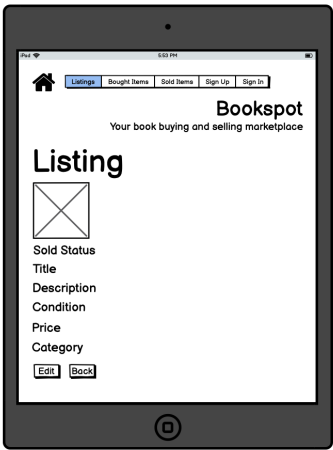 iPad 5:53 PM
Listings Bought Items Sold Items Sign Up Sign In
Bookspot
Your book buying and selling marketplace
Listing
Sold Status
Title
Description
Condition
Price
Category
Edit Back